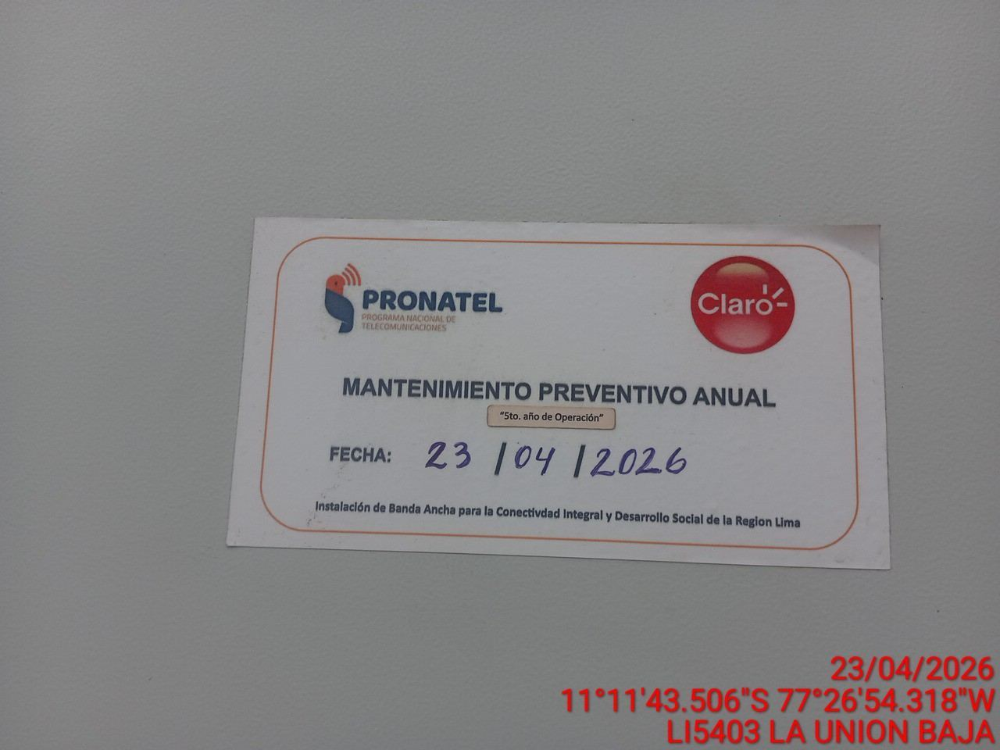 PRONATEL
PROGRAMA NACIONAL DE
TELECOMUNICACIONES
Claro
MANTENIMIENTO PREVENTIVO ANUAL
"5to. año de Operación"
FECHA: 23 / 04 / 2026
Instalación de Banda Ancha para la Conectivdad Integral y Desarrollo Social de la Region Lima
23/04/2026
11°11'43.506"S 77°26'54.318"W
LI5403 LA UNION BAJA